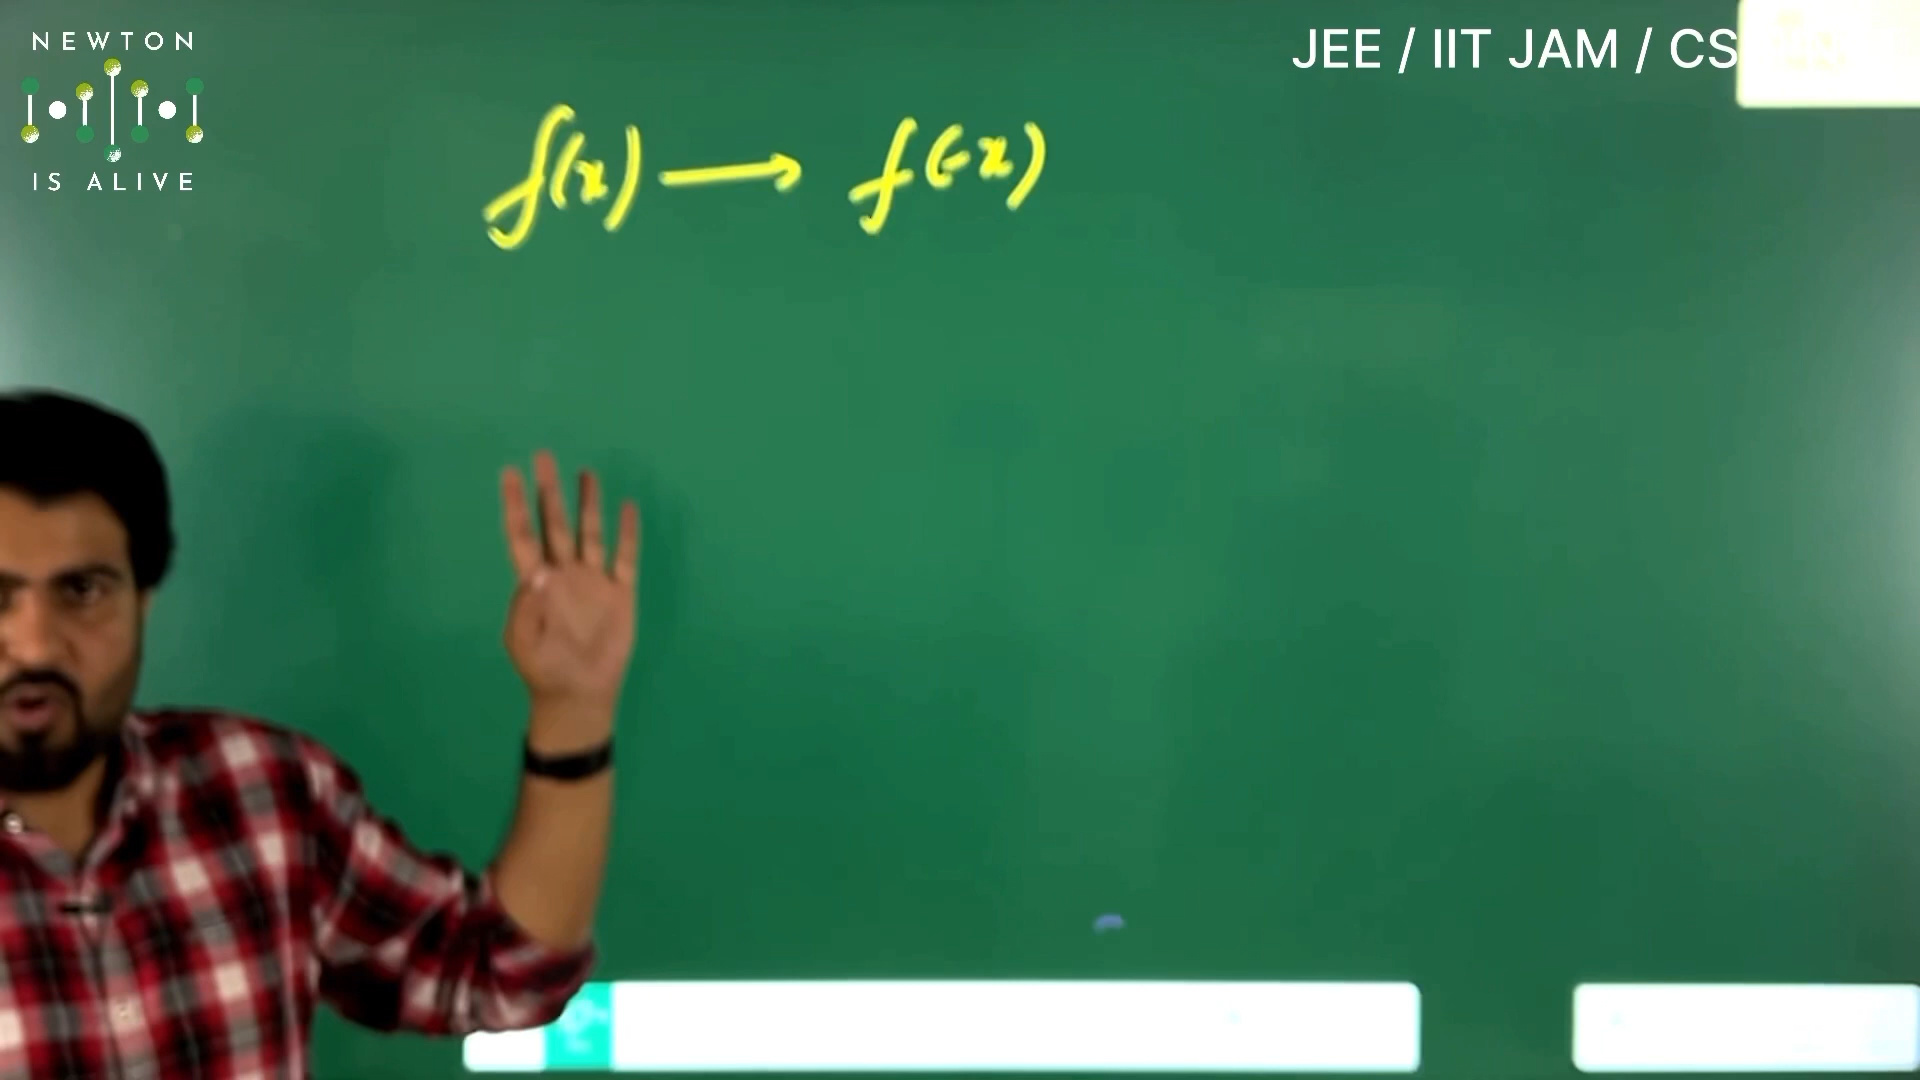 NEWTON
IS ALIVE
JEE / IIT JAM / CS
f(x) → f(-x)